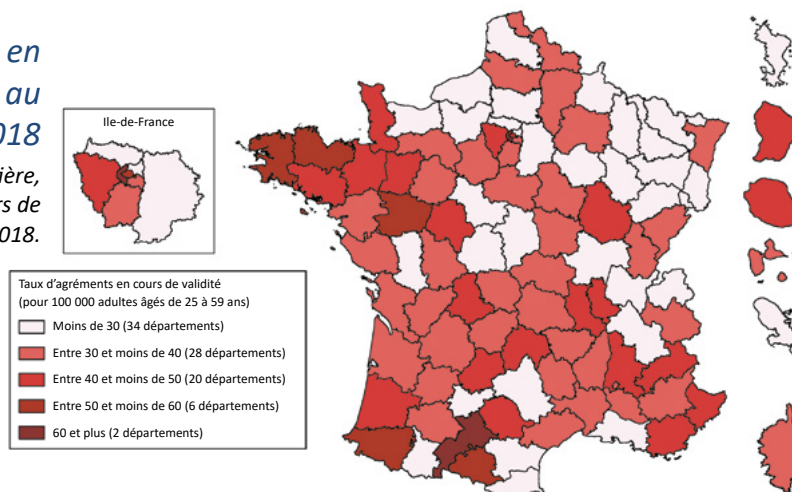 en
au
2018
ière,
rs de
2018.
Ile-de-France
Taux d'agréments en cours de validité
(pour 100 000 adultes âgés de 25 à 59 ans)
Moins de 30 (34 départements)
Entre 30 et moins de 40 (28 départements)
Entre 40 et moins de 50 (20 départements)
Entre 50 et moins de 60 (6 départements)
60 et plus (2 départements)